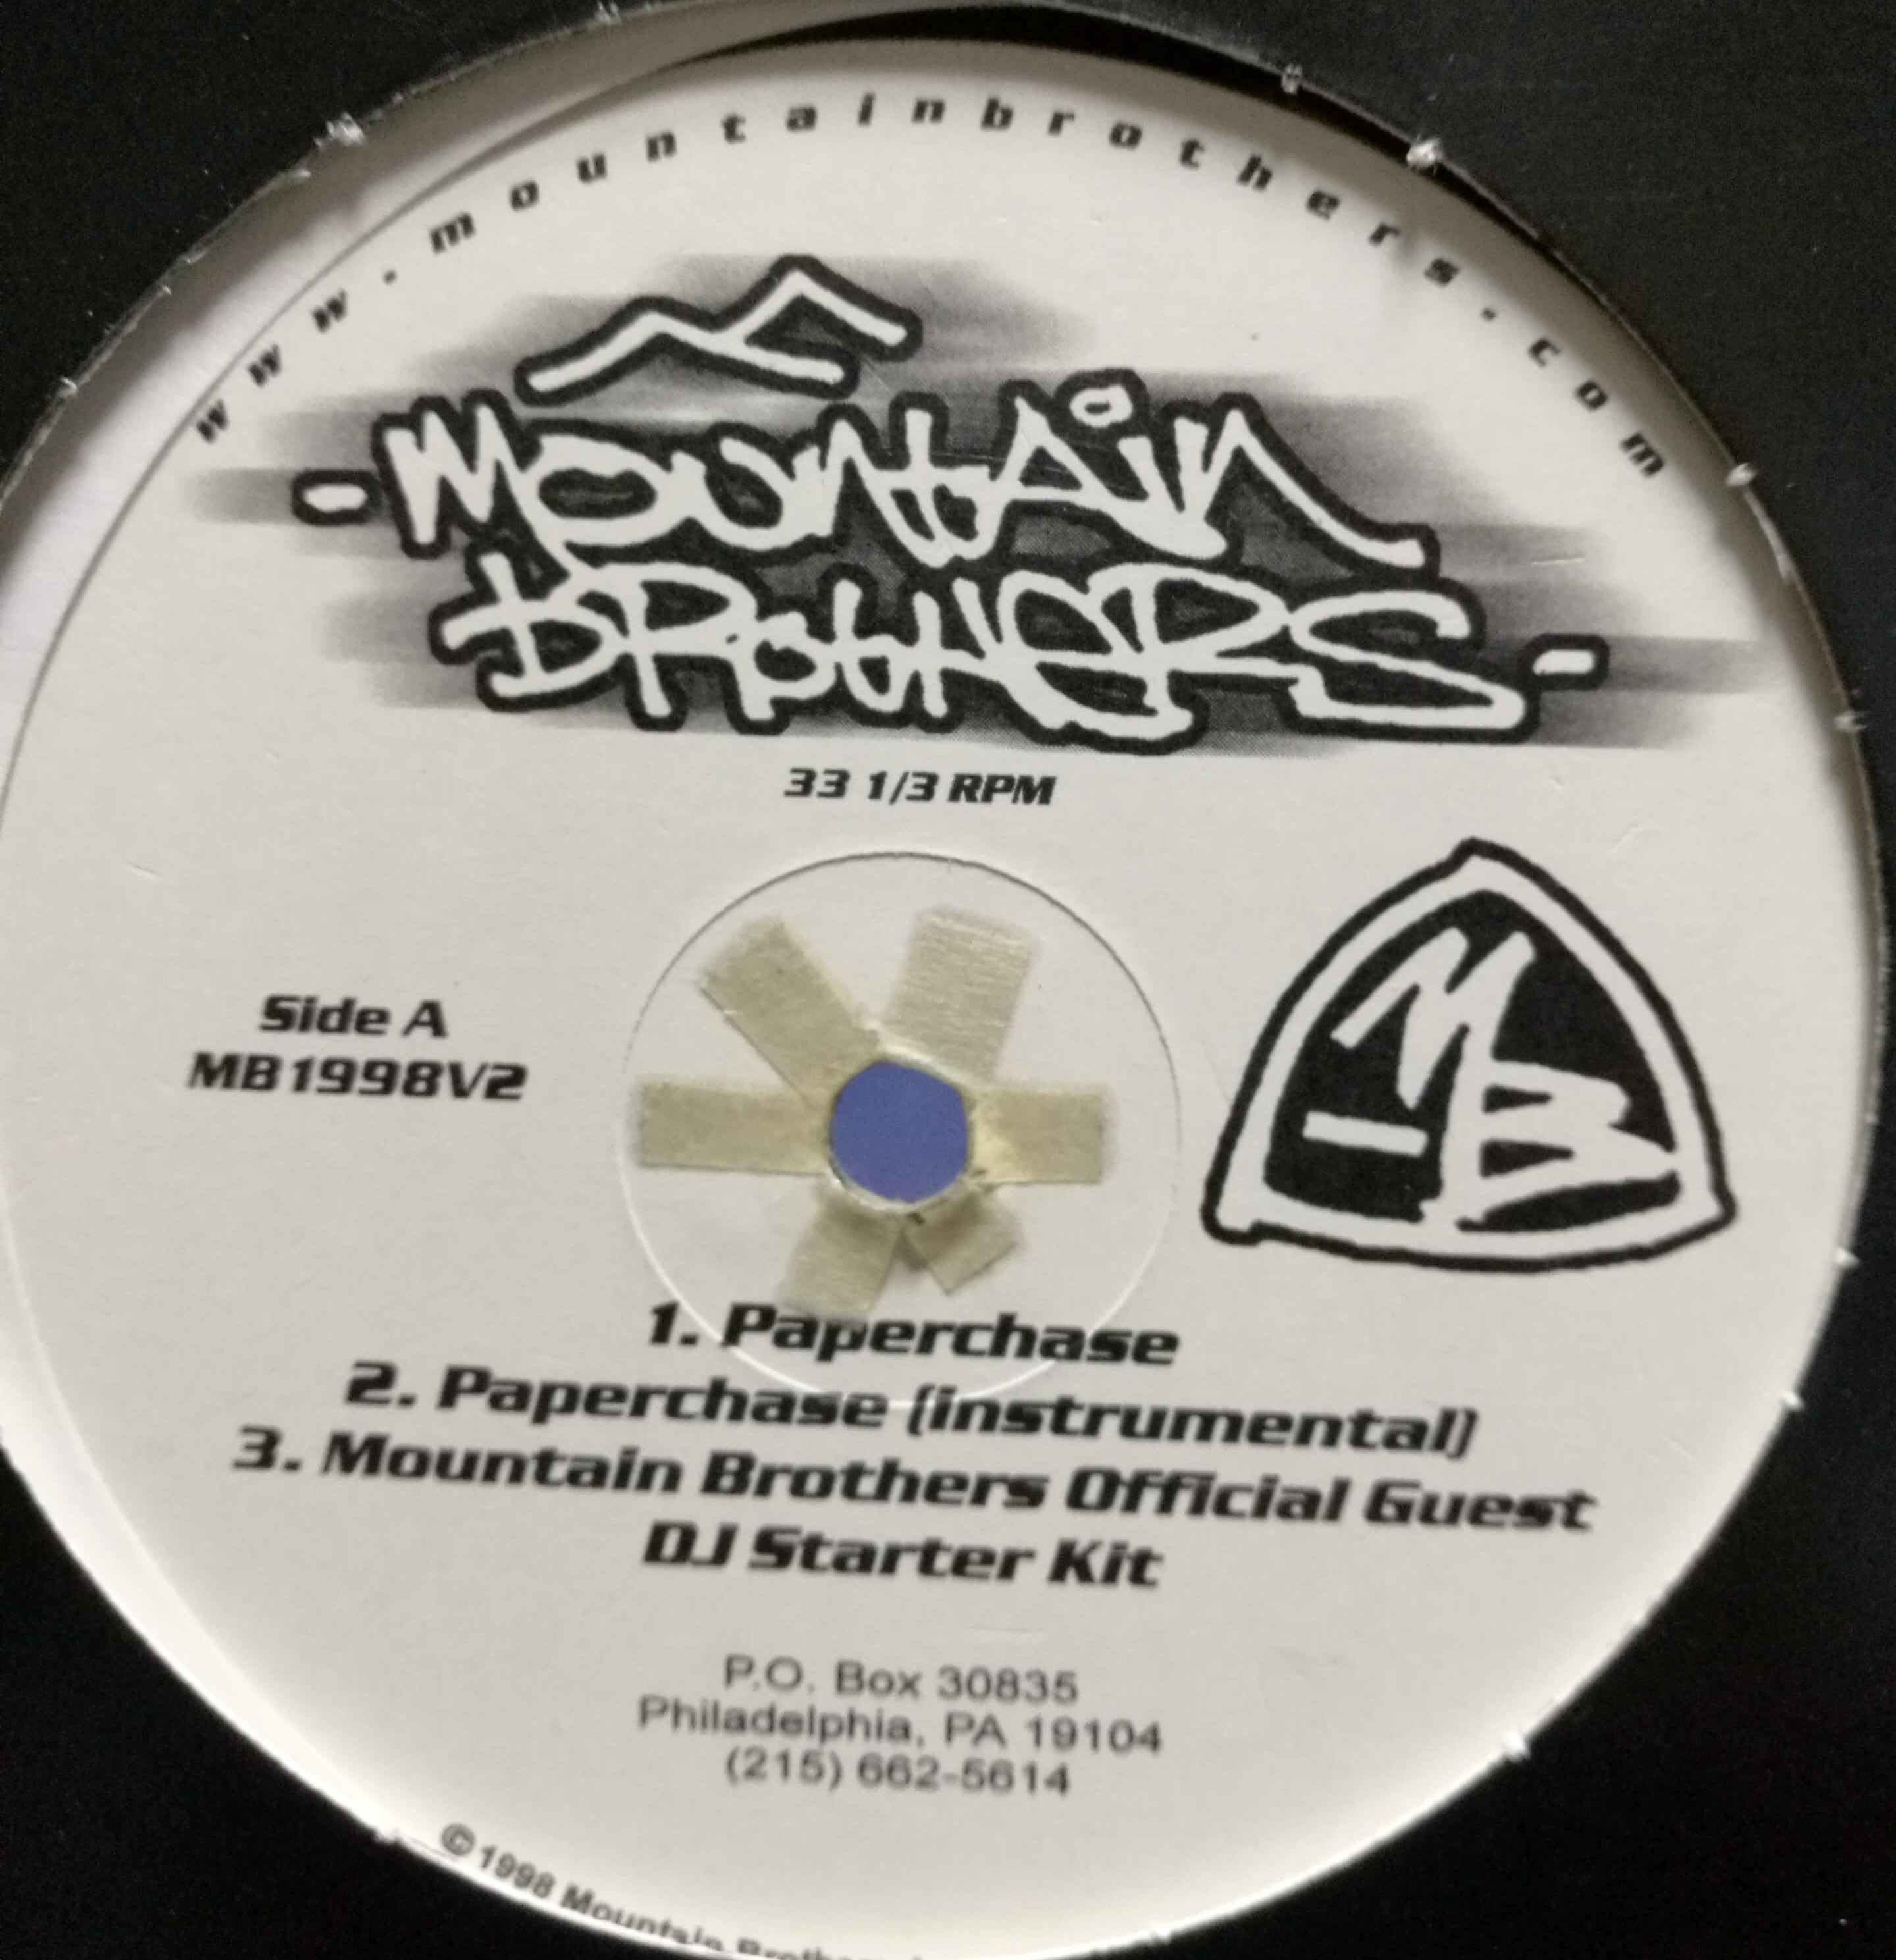 www.mountainbrothers.com
-MOUNTAIN
BROTHERS-
33 1/3 RPM
Side A
MB1998V2
MB
1. Paperchase
2. Paperchase (instrumental)
3. Mountain Brothers Official Guest
DJ Starter Kit
P.O. Box 30835
Philadelphia, PA 19104
(215) 662-5614
© 1998 Mountain Brothers